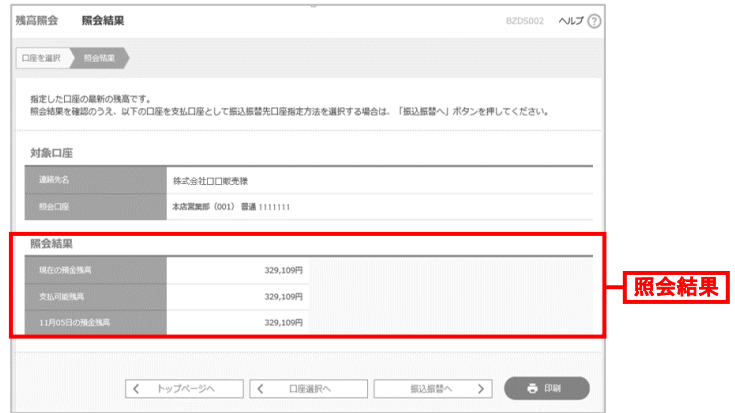 残高照会 照会結果 BZDS002 ヘルプ ?
口座を選択 照会結果
指定した口座の最新の残高です。
照会結果を確認のうえ、以下の口座を支払口座として振込振替先口座指定方法を選択する場合は、「振込振替へ」ボタンを押してください。
対象口座
連絡先名 株式会社口口販売様
照会口座 本店営業部（001） 普通 1111111
照会結果
現在の預金残高 329,109円
支払可能残高 329,109円
11月05日の預金残高 329,109円
照会結果
トップページへ 口座選択へ 振込振替へ 印刷